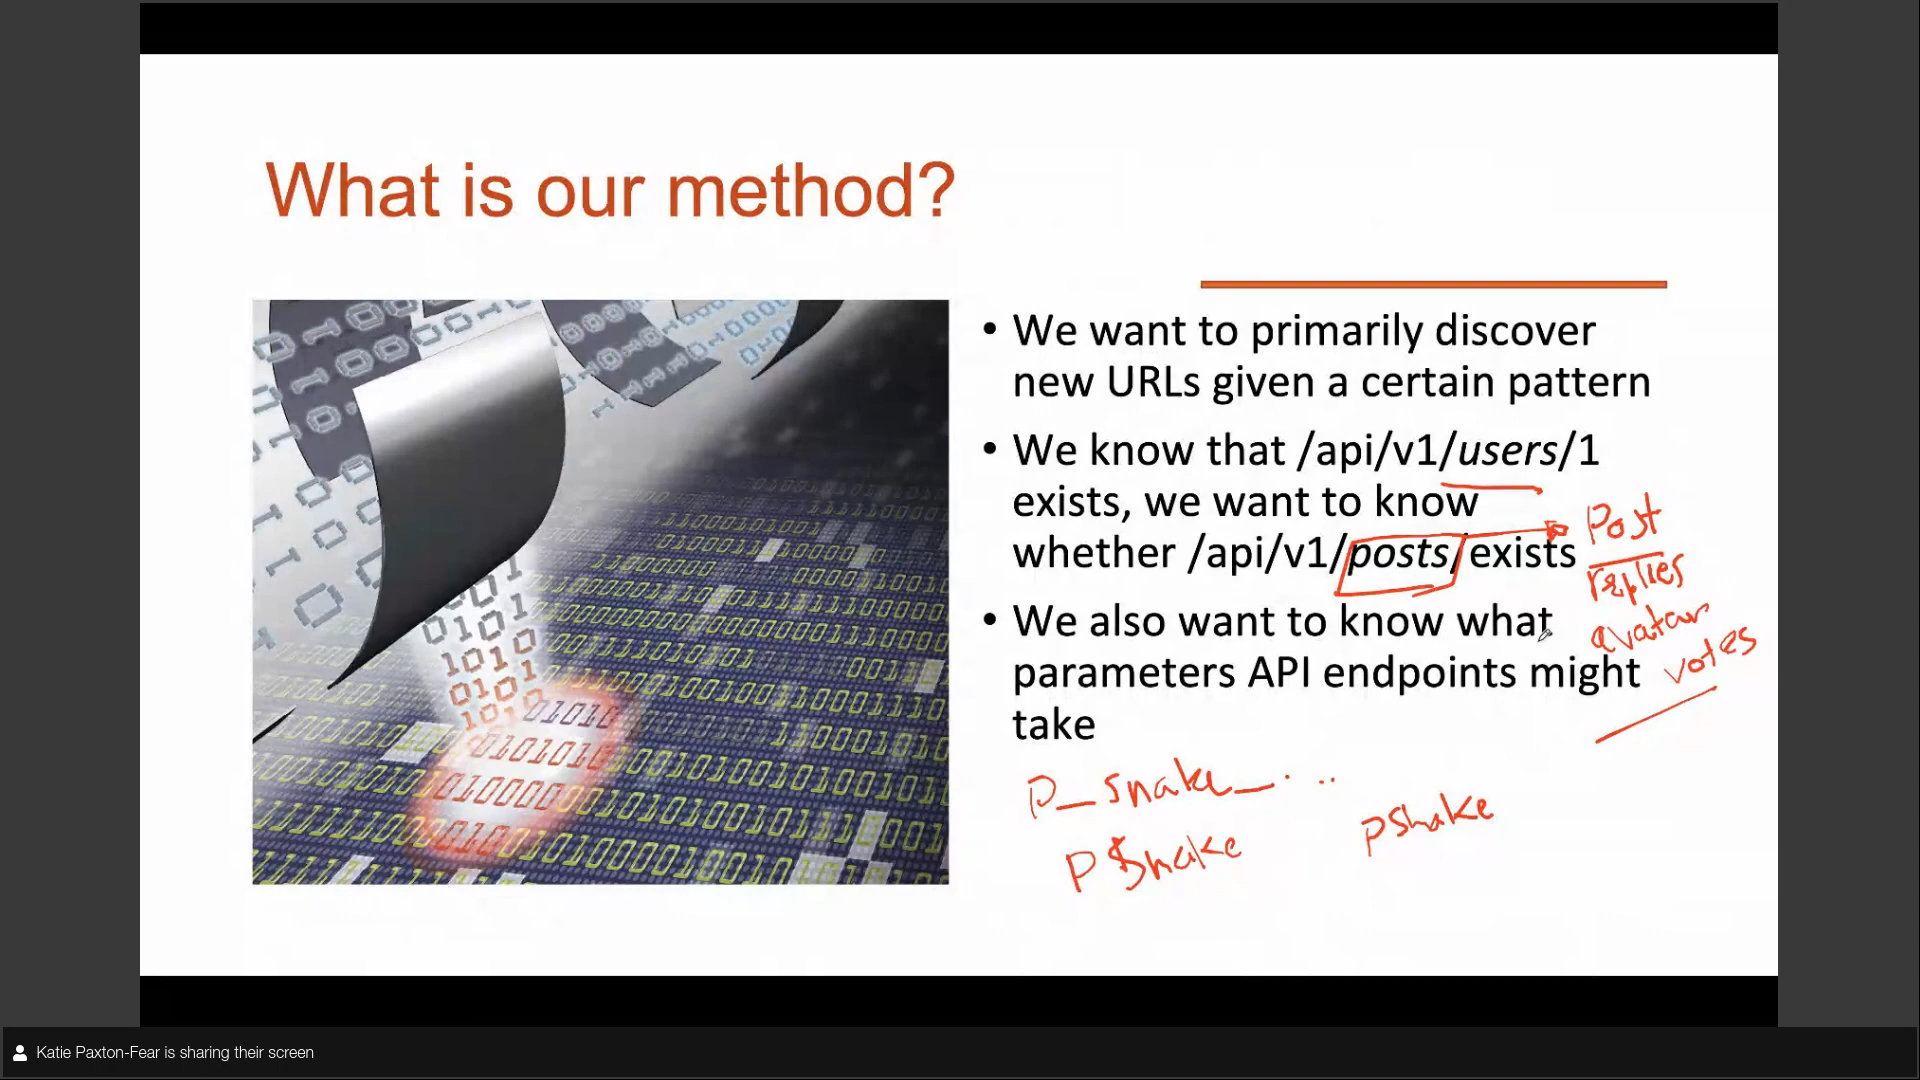 What is our method?
• We want to primarily discover
new URLs given a certain pattern
• We know that /api/v1/users/1
exists, we want to know
whether /api/v1/posts/exists
• We also want to know what
parameters API endpoints might
take
Post
replies
avatar
votes
P_snake_. ..
P Snake
pshake
Katie Paxton-Fear is sharing their screen